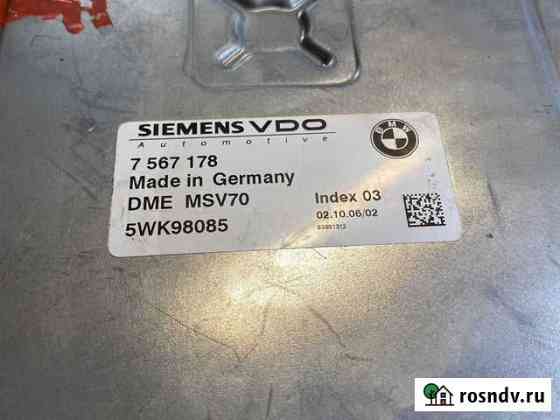 SIEMENS VDO
Automotive
BMW
7 567 178
Made in Germany
DME MSV70
Index 03
02.10.06/02
5WK98085
rosndv.ru